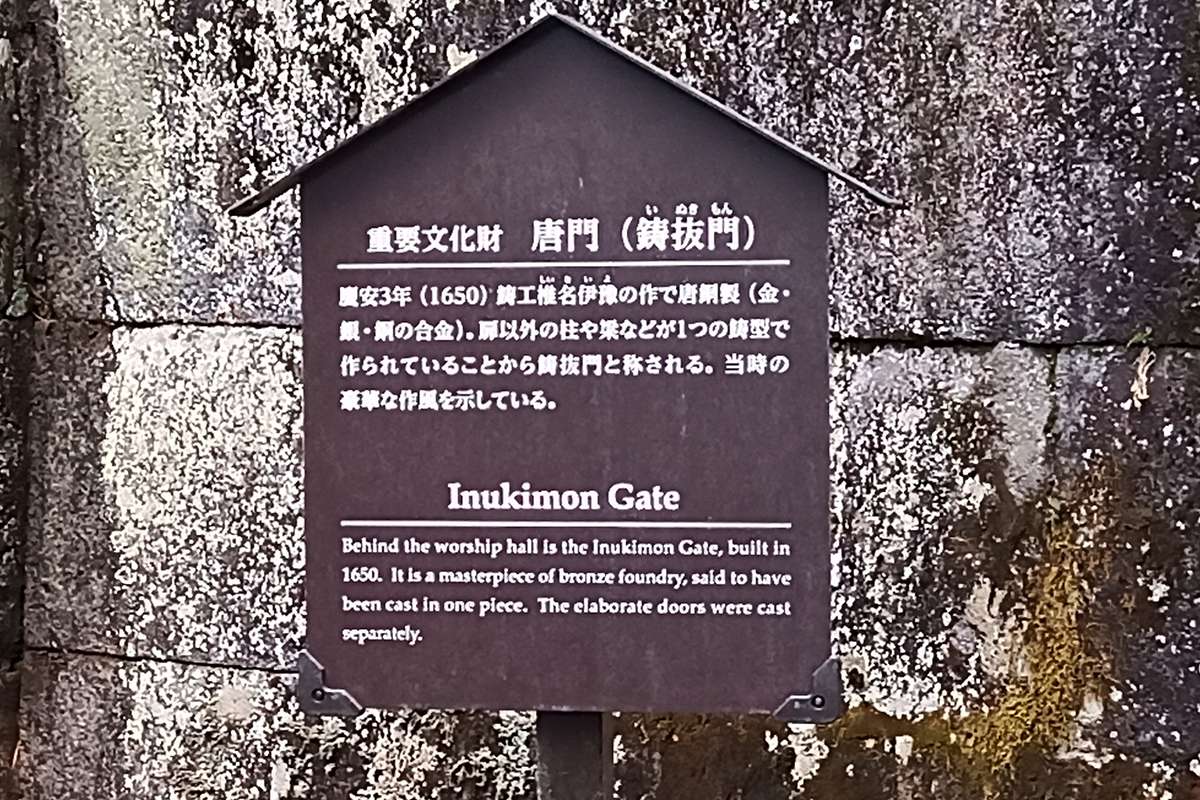 重要文化財　唐門（鋳抜門）
慶安3年（1650）鋳工椎名伊豫の作で唐銅製（金・
銀・銅の合金）。扉以外の柱や梁などが1つの鋳型で
作られていることから鋳抜門と称される。当時の
豪華な作風を示している。
Inukimon Gate
Behind the worship hall is the Inukimon Gate, built in
1650. It is a masterpiece of bronze foundry, said to have
been cast in one piece. The elaborate doors were cast
separately.